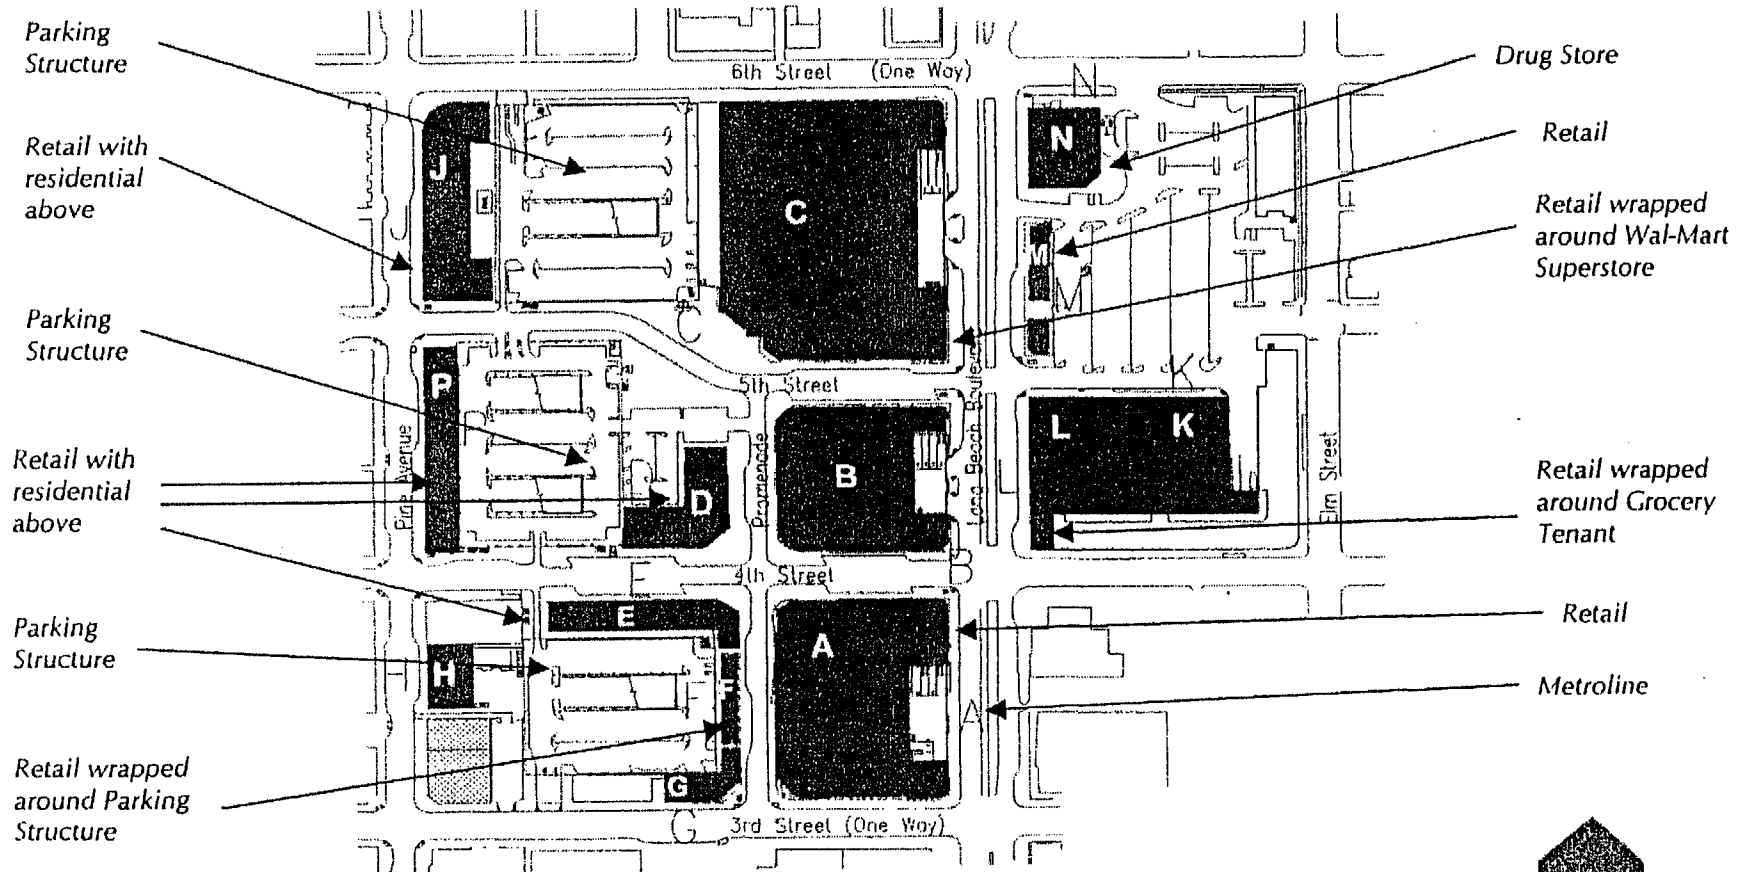 Parking
Structure
Retail with
residential
above
Parking
Structure
Retail with
residential
above
Parking
Structure
Retail wrapped
around Parking
Structure
6th Street (One Way)
J
C
N
N
M
M
C
5th Street
P
D
B
L
K
Pine Avenue
Promenade
Long Beach Boulevard
Elm Street
4th Street
E
B
E
A
H
F
A
G
G
3rd Street (One Way)
Drug Store
Retail
Retail wrapped
around Wal-Mart
Superstore
Retail wrapped
around Grocery
Tenant
Retail
Metroline